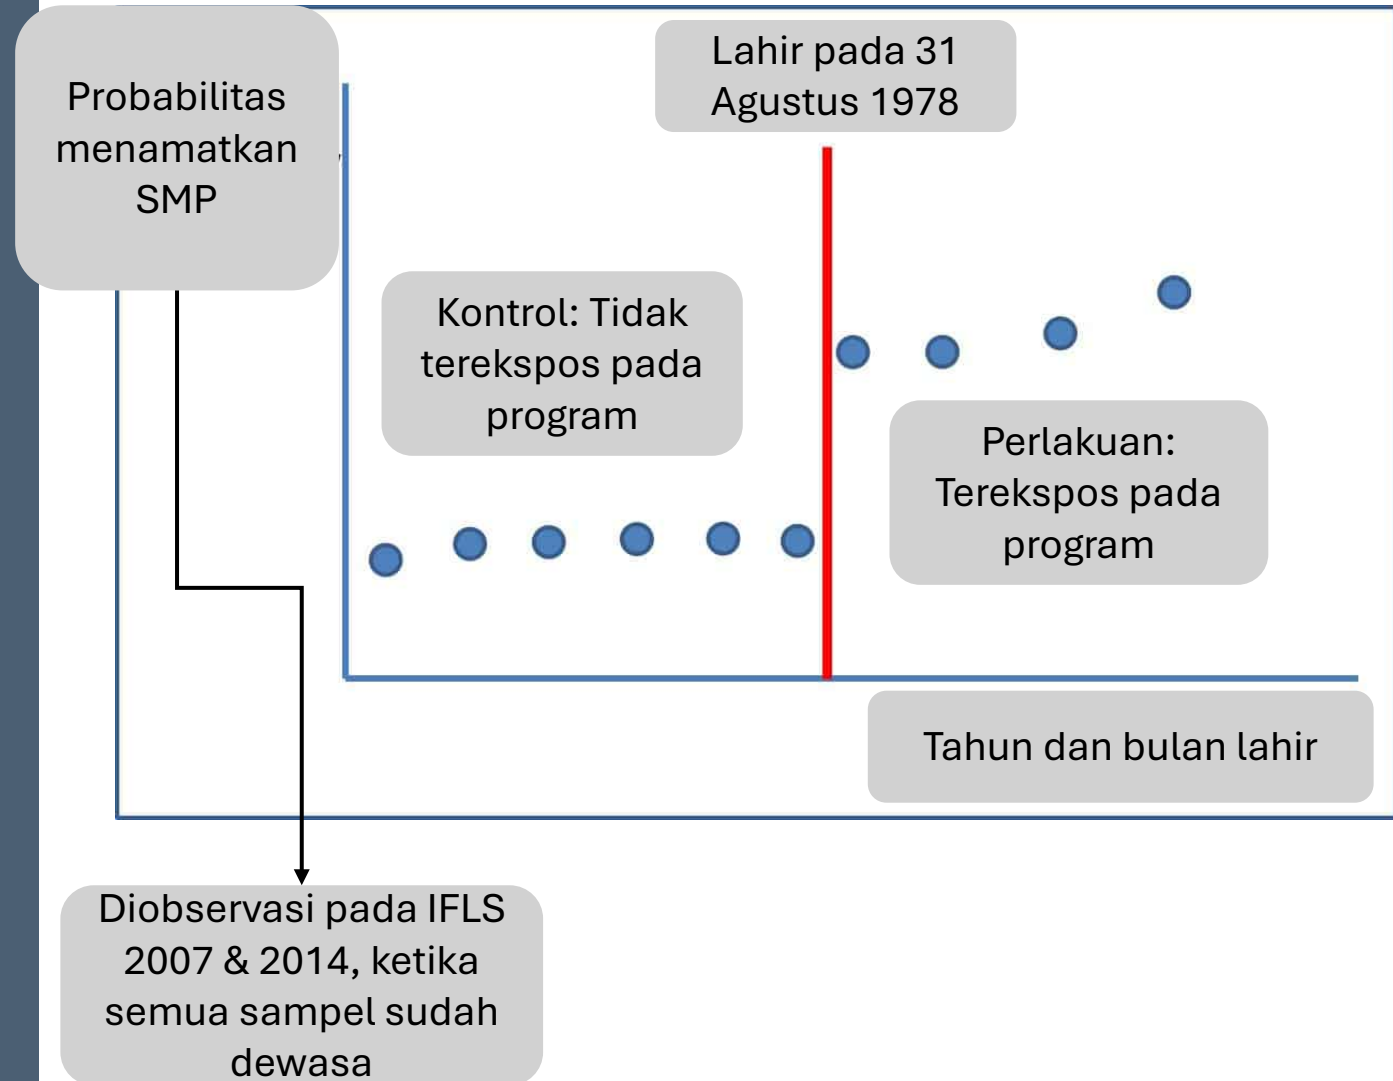 Probabilitas
menamatkan
SMP
Lahir pada 31
Agustus 1978
Kontrol: Tidak
terekspos pada
program
Perlakuan:
Terekspos pada
program
Tahun dan bulan lahir
Diobservasi pada IFLS
2007 & 2014, ketika
semua sampel sudah
dewasa